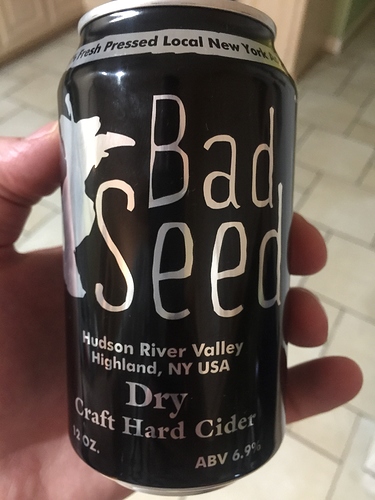 Fresh Pressed Local New York
Bad
Seed
Hudson River Valley
Highland, NY USA
Dry
Craft Hard Cider
12 OZ.
ABV 6.9%